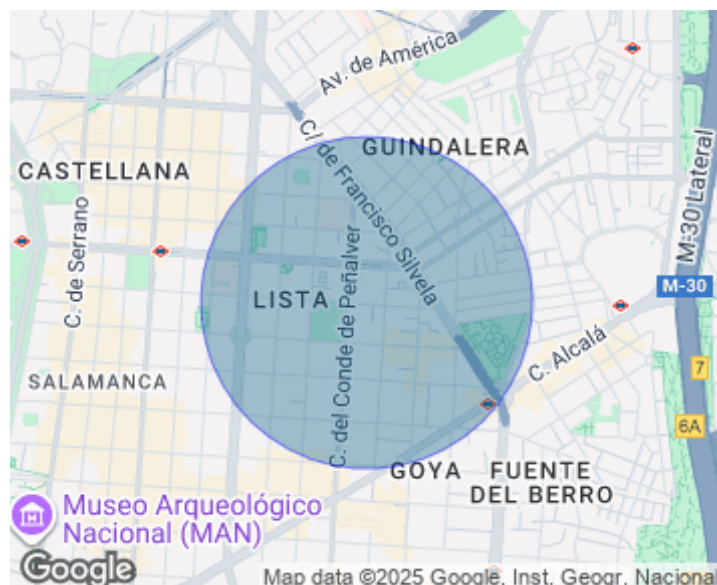 Av. de América
C/ de Francisco Silvela
GUINDALERA
CASTELLANA
C. de Serrano
M-30 Lateral
C. del Conde de Peñalver
LISTA
M-30
C. Alcalá
SALAMANCA
7
6A
GOYA
FUENTE
DEL BERRO
Museo Arqueológico
Nacional (MAN)
Google
Map data ©2025 Google, Inst. Geogr. Nacional